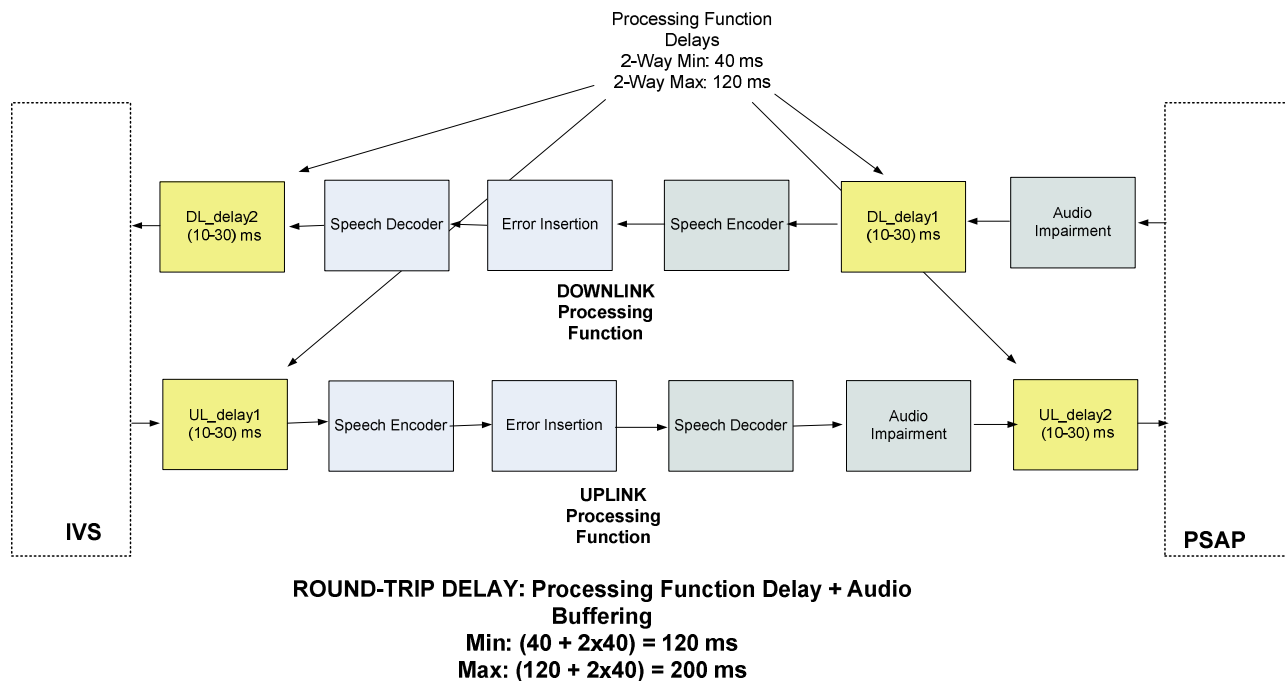 Processing Function
Delays
2-Way Min: 40 ms
2-Way Max: 120 ms
DL_delay2
(10-30) ms
Speech Decoder
Error Insertion
Speech Encoder
DL_delay1
(10-30) ms
Audio
Impairment
DOWNLINK
Processing
Function
UL_delay1
(10-30) ms
Speech Encoder
Error Insertion
Speech Decoder
Audio
Impairment
UL_delay2
(10-30) ms
UPLINK
Processing
Function
IVS
PSAP
ROUND-TRIP DELAY: Processing Function Delay + Audio
Buffering
Min: (40 + 2x40) = 120 ms
Max: (120 + 2x40) = 200 ms